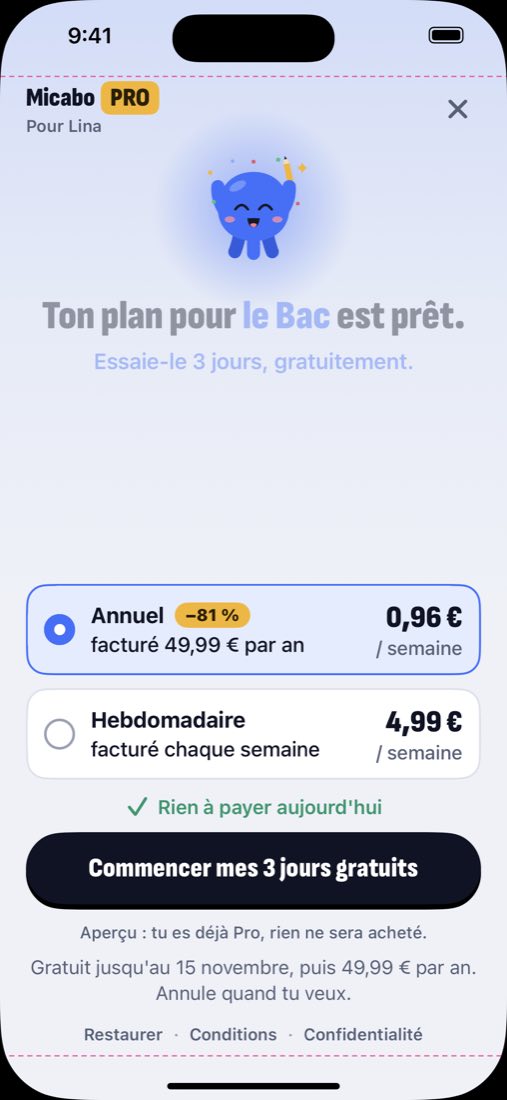 9:41
Micabo PRO
Pour Lina
Ton plan pour le Bac est prêt.
Essaie-le 3 jours, gratuitement.
Annuel −81 % 0,96 €
facturé 49,99 € par an / semaine
Hebdomadaire 4,99 €
facturé chaque semaine / semaine
Rien à payer aujourd'hui
Commencer mes 3 jours gratuits
Aperçu : tu es déjà Pro, rien ne sera acheté.
Gratuit jusqu'au 15 novembre, puis 49,99 € par an.
Annule quand tu veux.
Restaurer · Conditions · Confidentialité